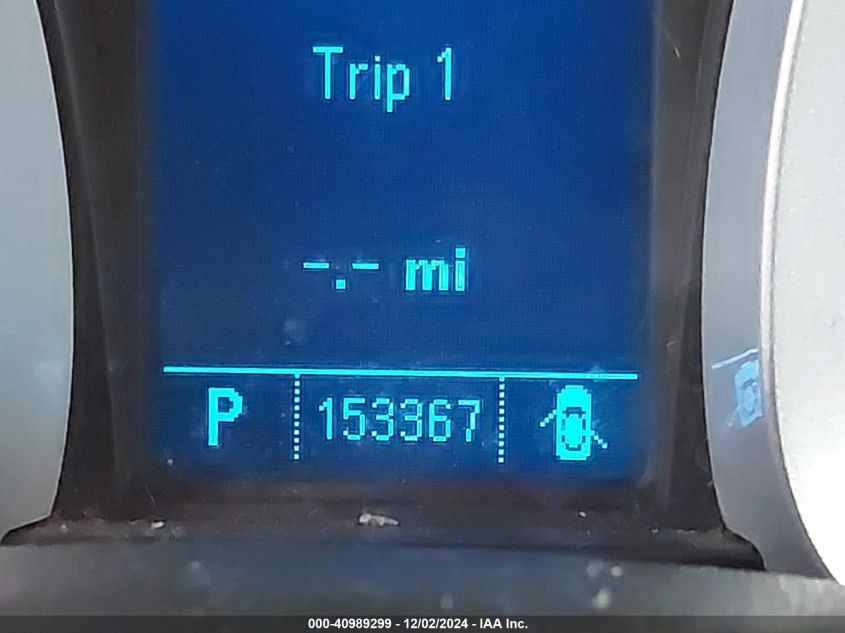 Trip 1
-.- mi
P 153367
000-40989299 - 12/02/2024 - IAA Inc.